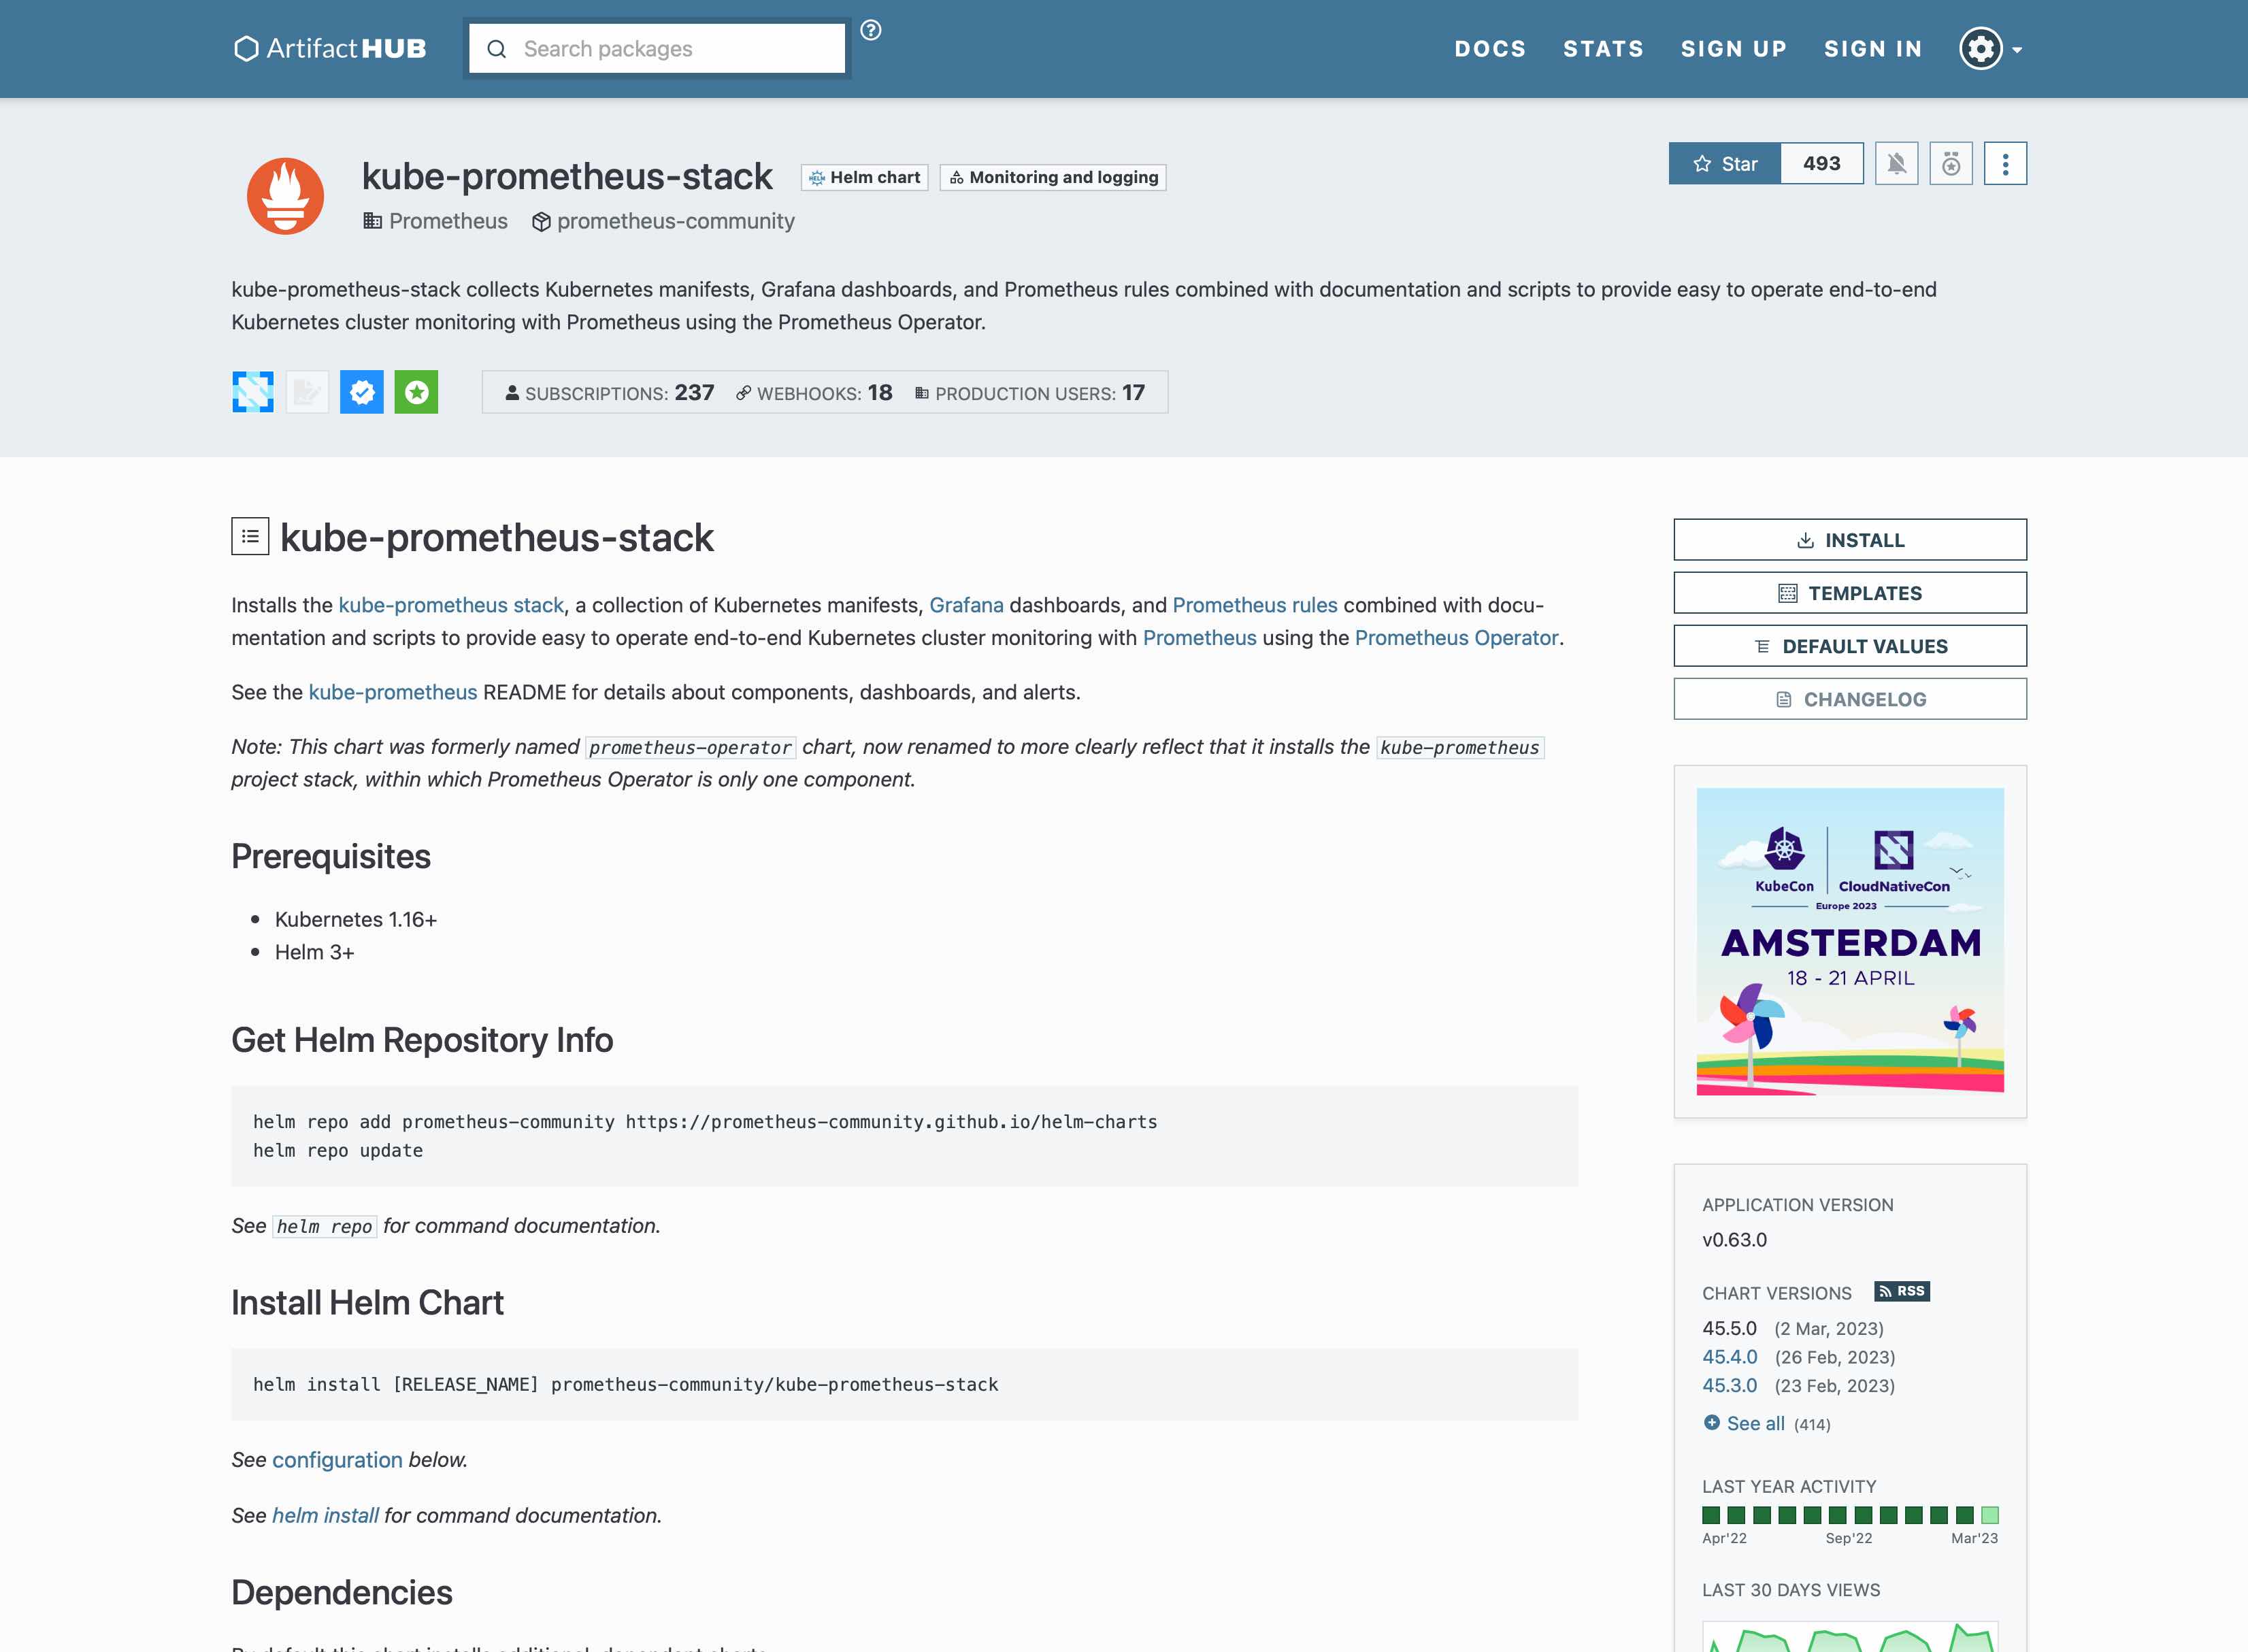 ArtifactHUB
Search packages
DOCS STATS SIGN UP SIGN IN
kube-prometheus-stack
HELM Helm chart
Monitoring and logging
Star 493
Prometheus prometheus-community
kube-prometheus-stack collects Kubernetes manifests, Grafana dashboards, and Prometheus rules combined with documentation and scripts to provide easy to operate end-to-end
Kubernetes cluster monitoring with Prometheus using the Prometheus Operator.
SUBSCRIPTIONS: 237 WEBHOOKS: 18 PRODUCTION USERS: 17
kube-prometheus-stack
Installs the kube-prometheus stack, a collection of Kubernetes manifests, Grafana dashboards, and Prometheus rules combined with docu-
mentation and scripts to provide easy to operate end-to-end Kubernetes cluster monitoring with Prometheus using the Prometheus Operator.
See the kube-prometheus README for details about components, dashboards, and alerts.
Note: This chart was formerly named prometheus-operator chart, now renamed to more clearly reflect that it installs the kube-prometheus
project stack, within which Prometheus Operator is only one component.
Prerequisites
• Kubernetes 1.16+
• Helm 3+
Get Helm Repository Info
helm repo add prometheus-community https://prometheus-community.github.io/helm-charts
helm repo update
See helm repo for command documentation.
Install Helm Chart
helm install [RELEASE_NAME] prometheus-community/kube-prometheus-stack
See configuration below.
See helm install for command documentation.
Dependencies
INSTALL
TEMPLATES
DEFAULT VALUES
CHANGELOG
KubeCon CloudNativeCon
Europe 2023
AMSTERDAM
18 - 21 APRIL
APPLICATION VERSION
v0.63.0
CHART VERSIONS RSS
45.5.0 (2 Mar, 2023)
45.4.0 (26 Feb, 2023)
45.3.0 (23 Feb, 2023)
See all (414)
LAST YEAR ACTIVITY
Apr'22 Sep'22 Mar'23
LAST 30 DAYS VIEWS